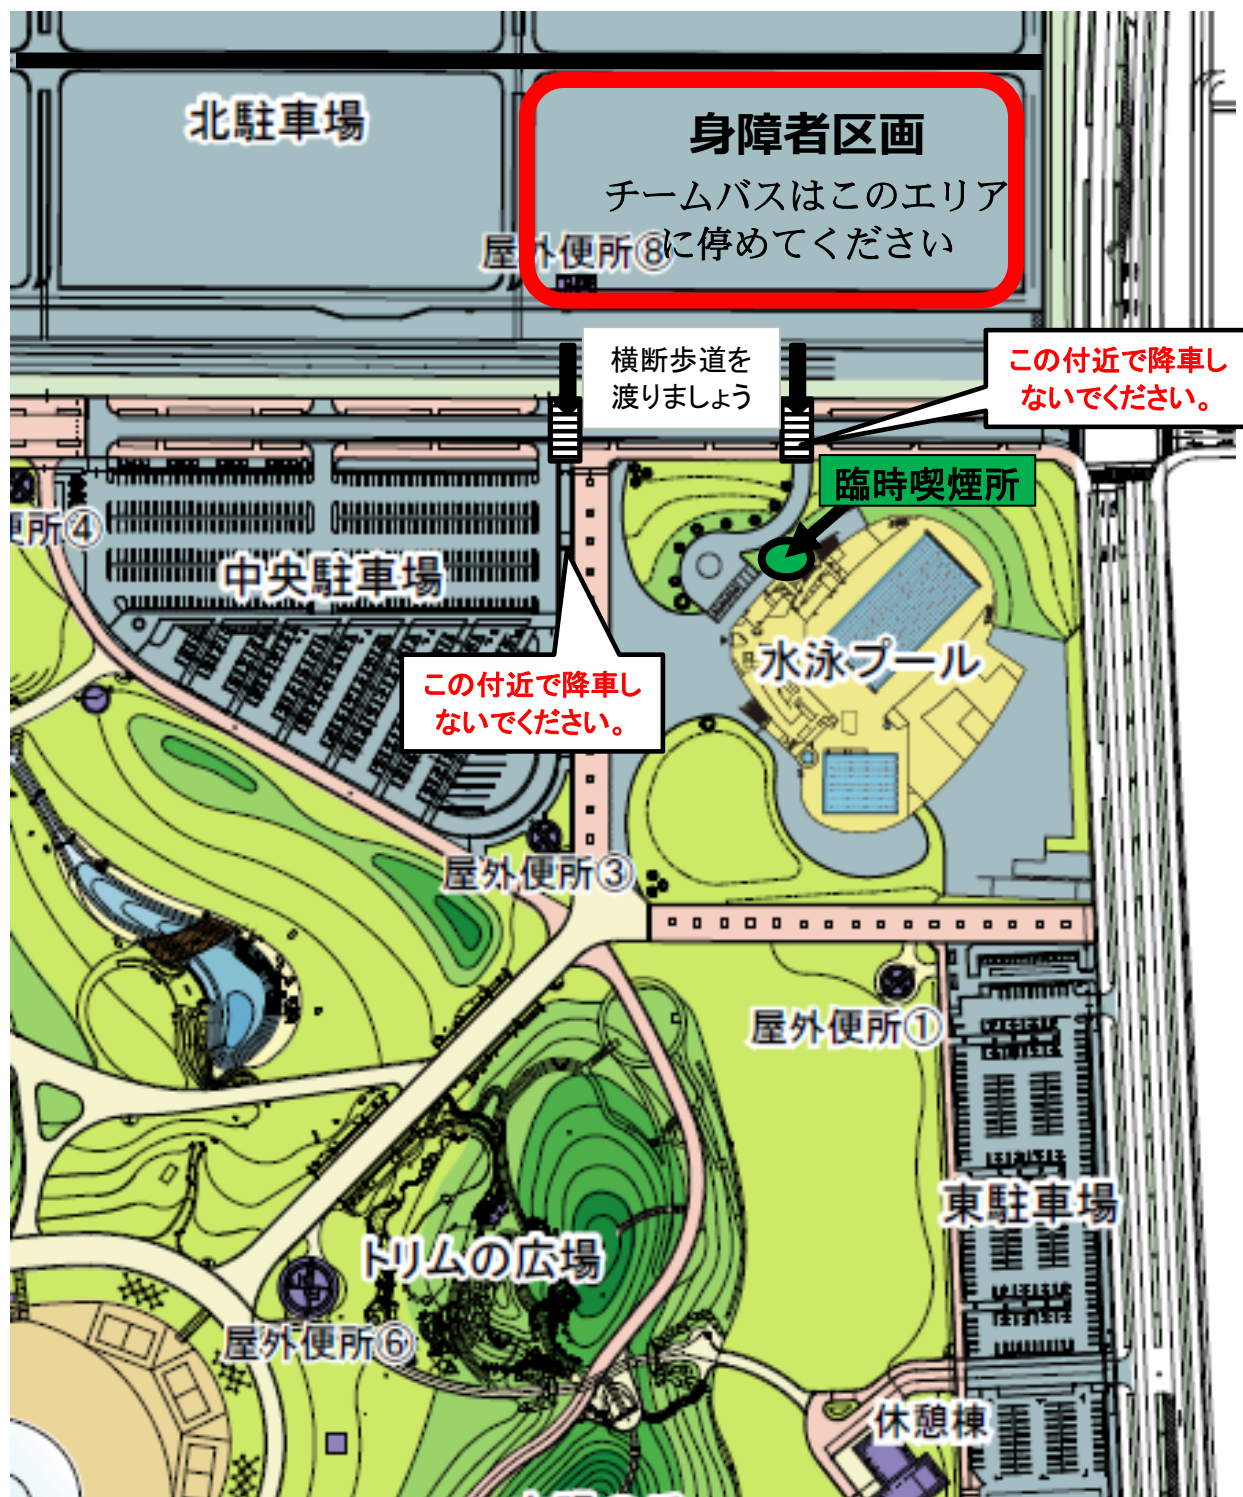 北駐車場
身障者区画
チームバスはこのエリア
に停めてください
屋外便所⑧
横断歩道を
渡りましょう
この付近で降車し
ないでください。
臨時喫煙所
便所④
中央駐車場
水泳プール
この付近で降車し
ないでください。
屋外便所③
屋外便所①
東駐車場
トリムの広場
屋外便所⑥
休憩棟